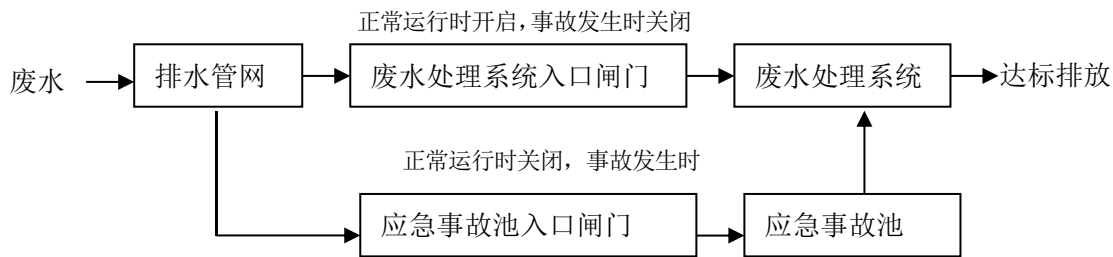 正常运行时开启,事故发生时关闭
废水
排水管网
废水处理系统入口闸门
废水处理系统
达标排放
正常运行时关闭，事故发生时
应急事故池入口闸门
应急事故池